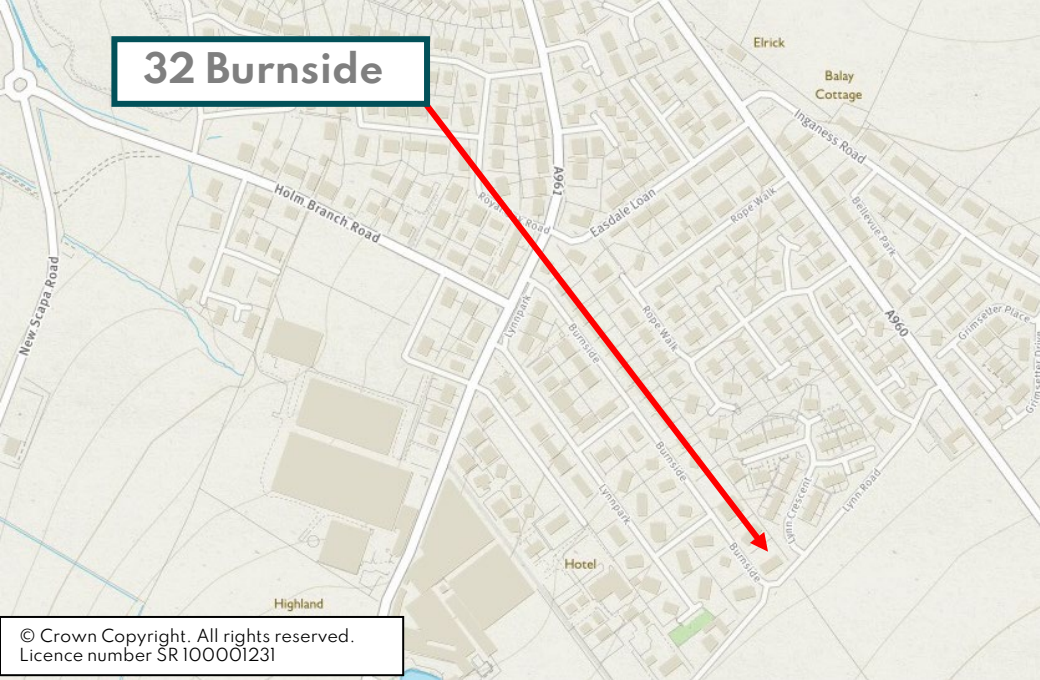 32 Burnside
Elrick
Balay
Cottage
Inganess Road
A961
Holm Branch Road
Royal Oak Road
Easdale Loan
Rope Walk
Bellevue Park
New Scapa Road
Lynnpark
Burnside
Rope Walk
A960
Grimsetter Place
Grimsetter Drive
Burnside
Lynnpark
Lynn Crescent
Lynn Road
Burnside
Hotel
Highland
© Crown Copyright. All rights reserved.
Licence number SR 100001231